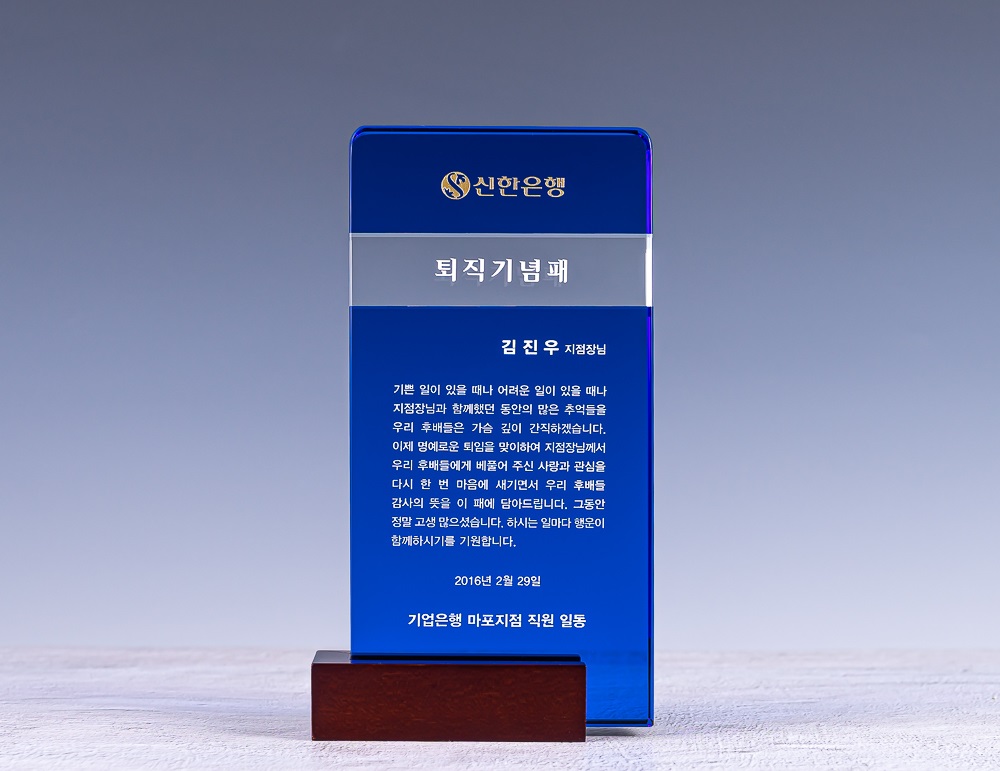 신한은행
퇴직기념패
김진우 지점장님
기쁜 일이 있을 때나 어려운 일이 있을 때나
지점장님과 함께했던 동안의 많은 추억들을
우리 후배들은 가슴 깊이 간직하겠습니다.
이제 명예로운 퇴임을 맞이하여 지점장님께서
우리 후배들에게 베풀어 주신 사랑과 관심을
다시 한 번 마음에 새기면서 우리 후배들
감사의 뜻을 이 패에 담아드립니다. 그동안
정말 고생 많으셨습니다. 하시는 일마다 행운이
함께하시기를 기원합니다.
2016년 2월 29일
기업은행 마포지점 직원 일동